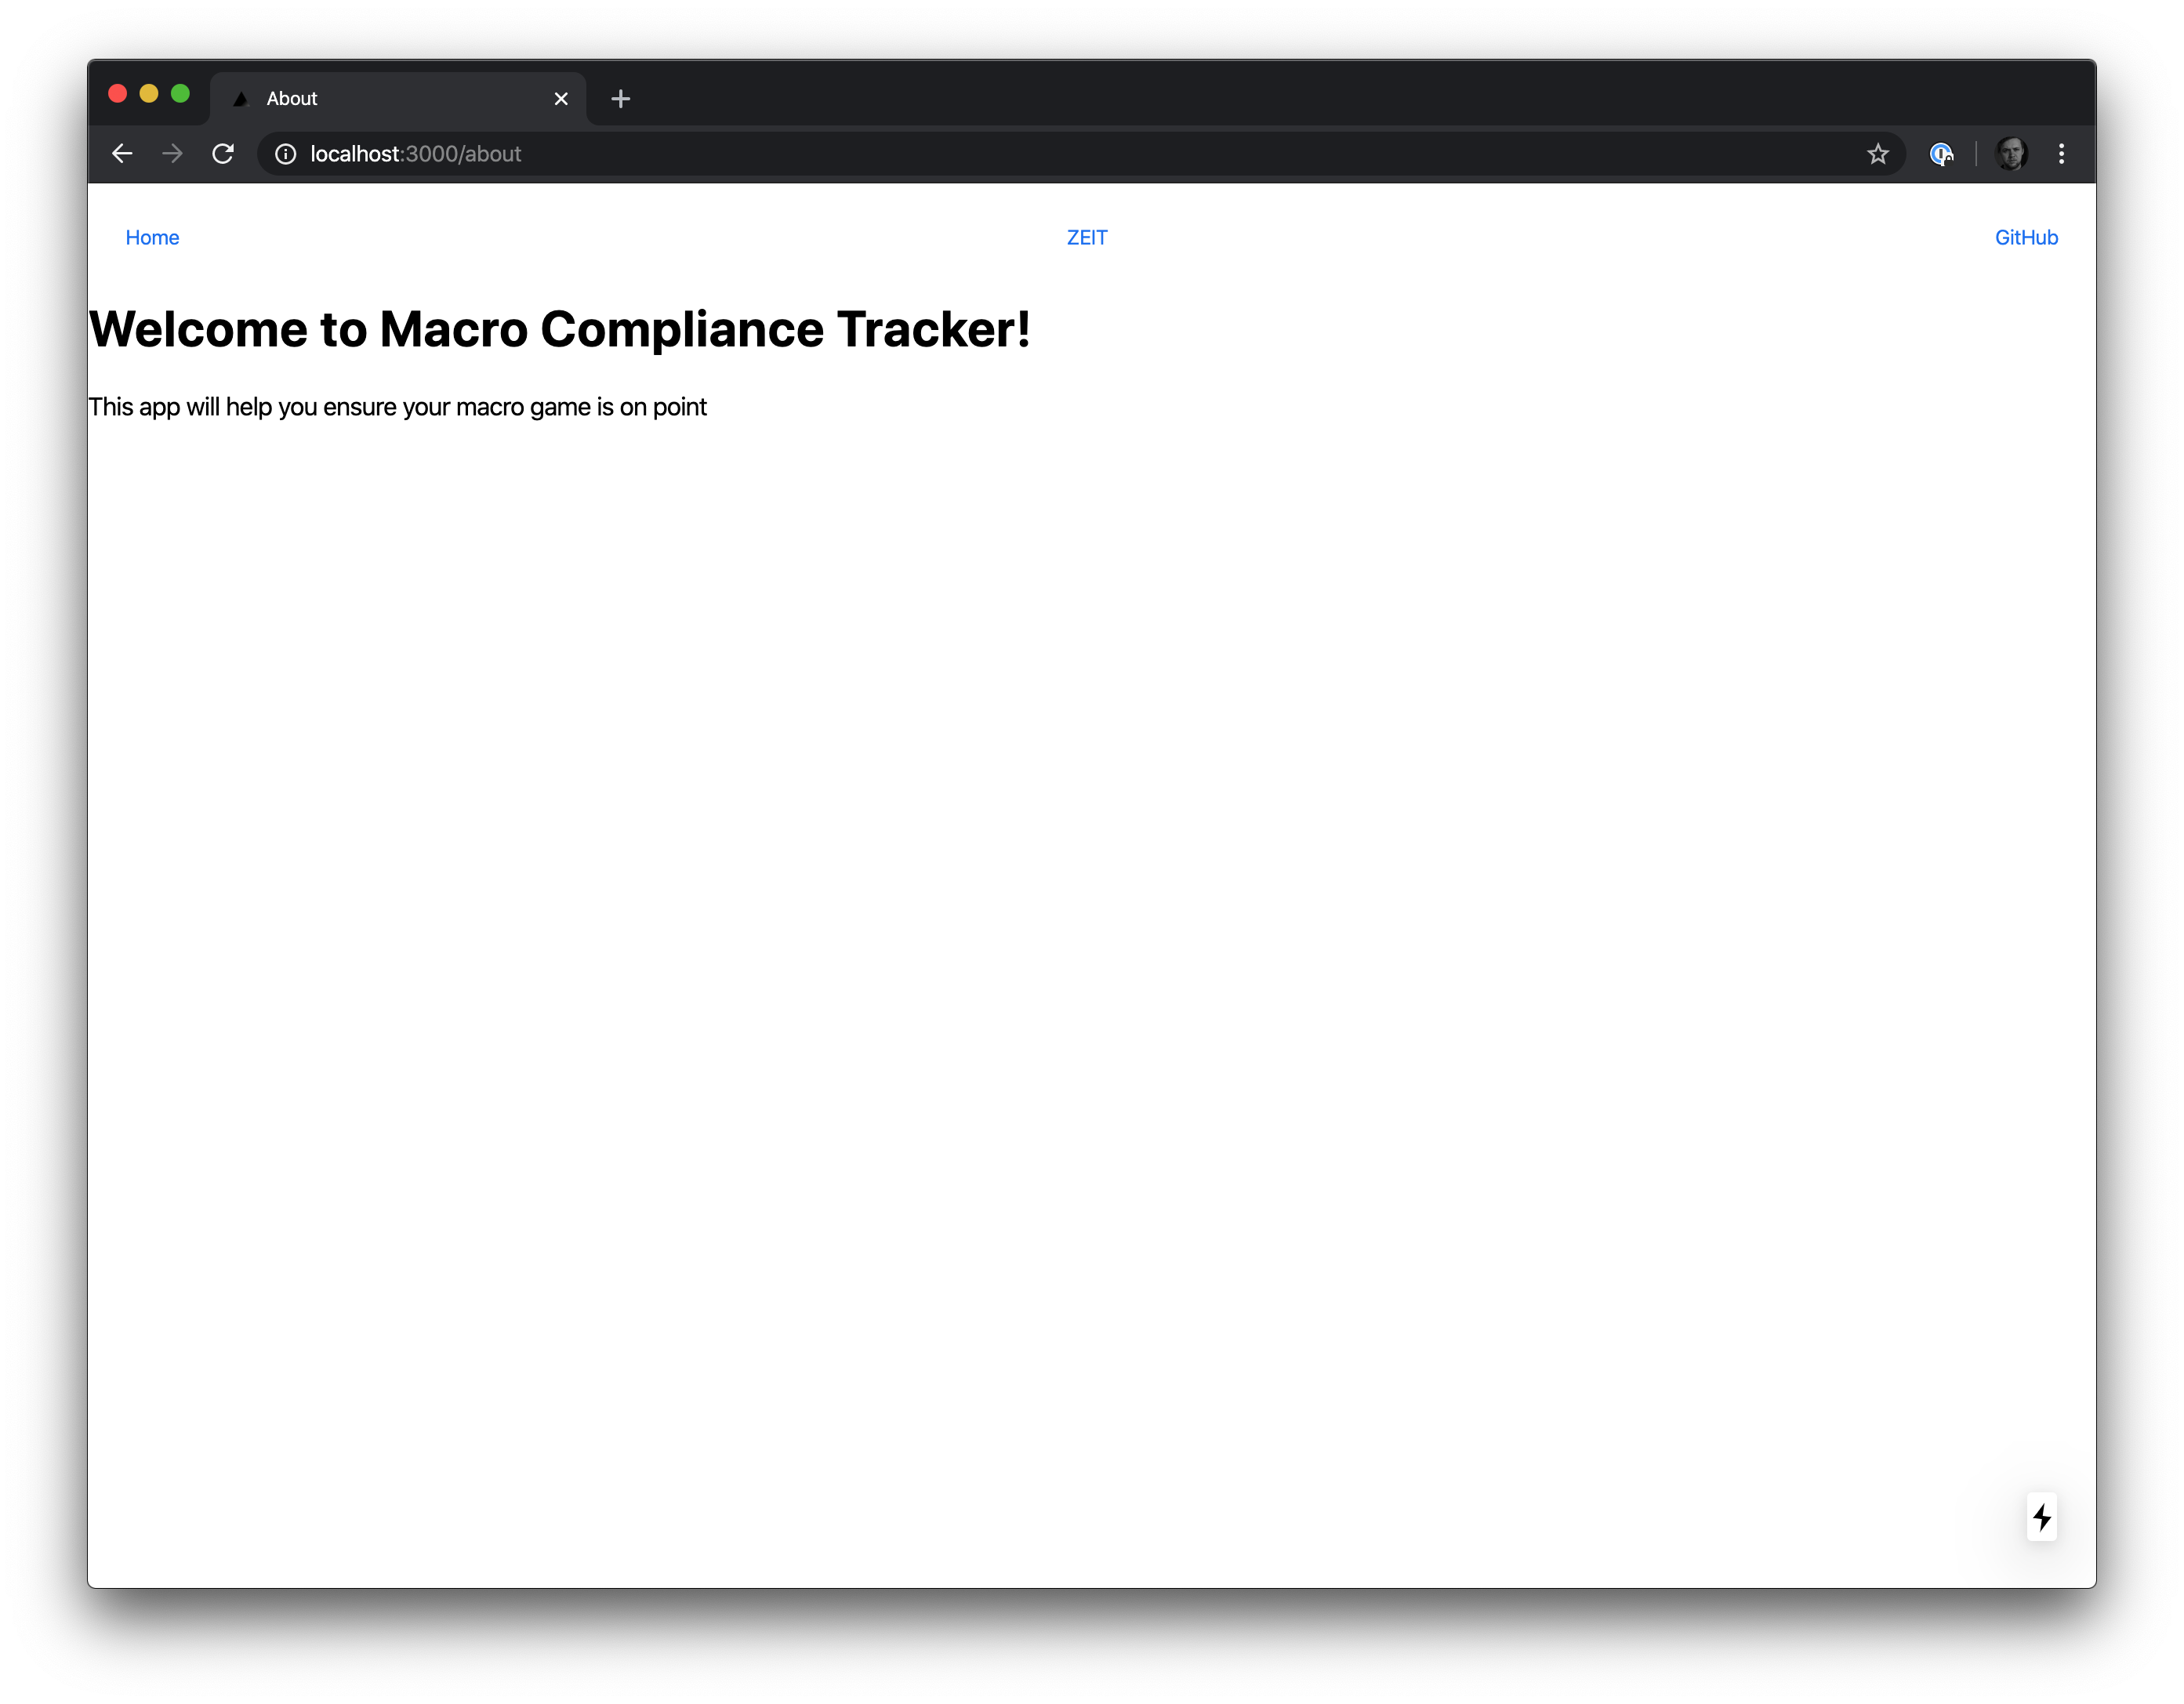 About
localhost:3000/about
Home ZEIT GitHub
Welcome to Macro Compliance Tracker!
This app will help you ensure your macro game is on point